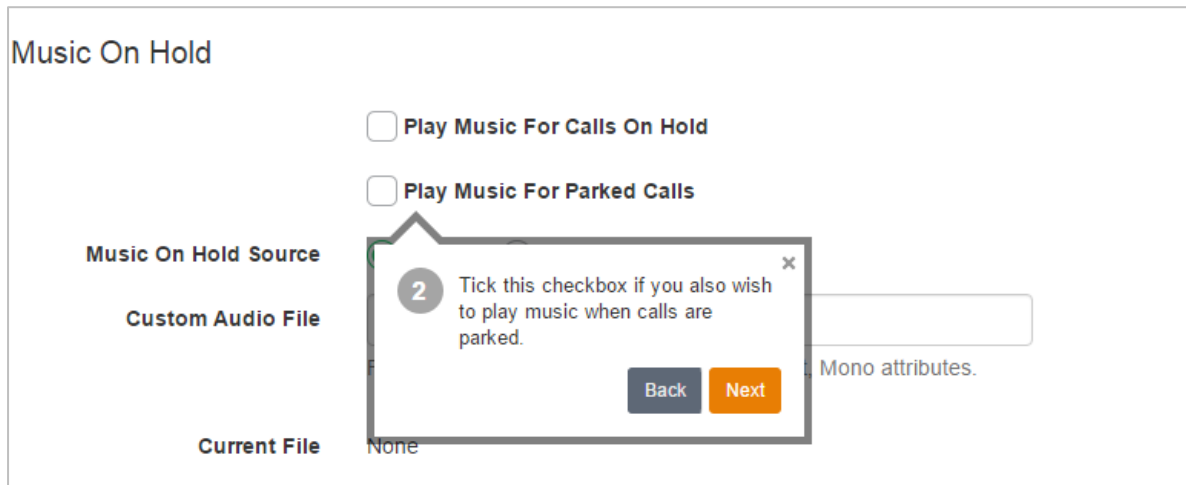 Music On Hold
Play Music For Calls On Hold
Play Music For Parked Calls
Music On Hold Source
×
2
Tick this checkbox if you also wish
to play music when calls are
parked.
Custom Audio File
Mono attributes.
Back
Next
Current File
None